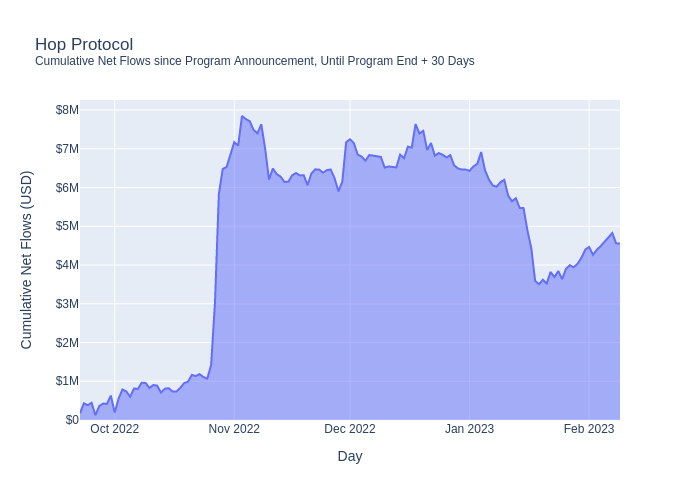 Hop Protocol
Cumulative Net Flows since Program Announcement, Until Program End + 30 Days
$8M
$7M
$6M
$5M
$4M
$3M
$2M
$1M
$0
Cumulative Net Flows (USD)
Oct 2022 Nov 2022 Dec 2022 Jan 2023 Feb 2023
Day